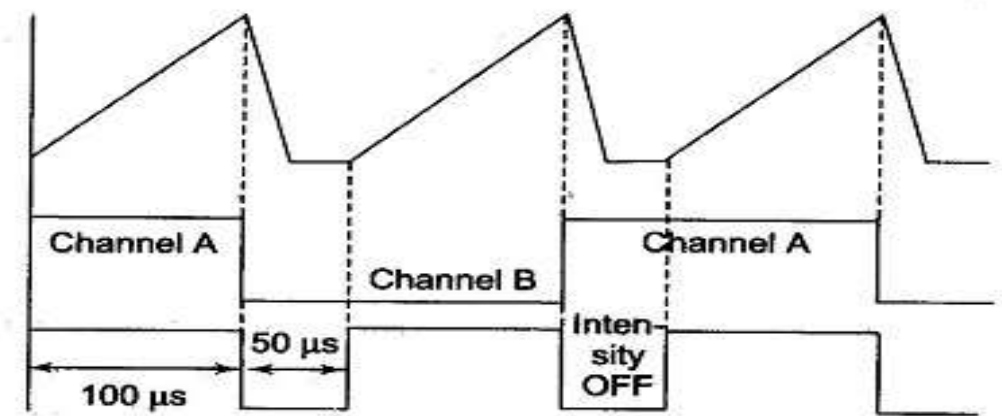 Channel A
Channel A
Channel B
50 μs
100 μs
Inten-
sity
OFF